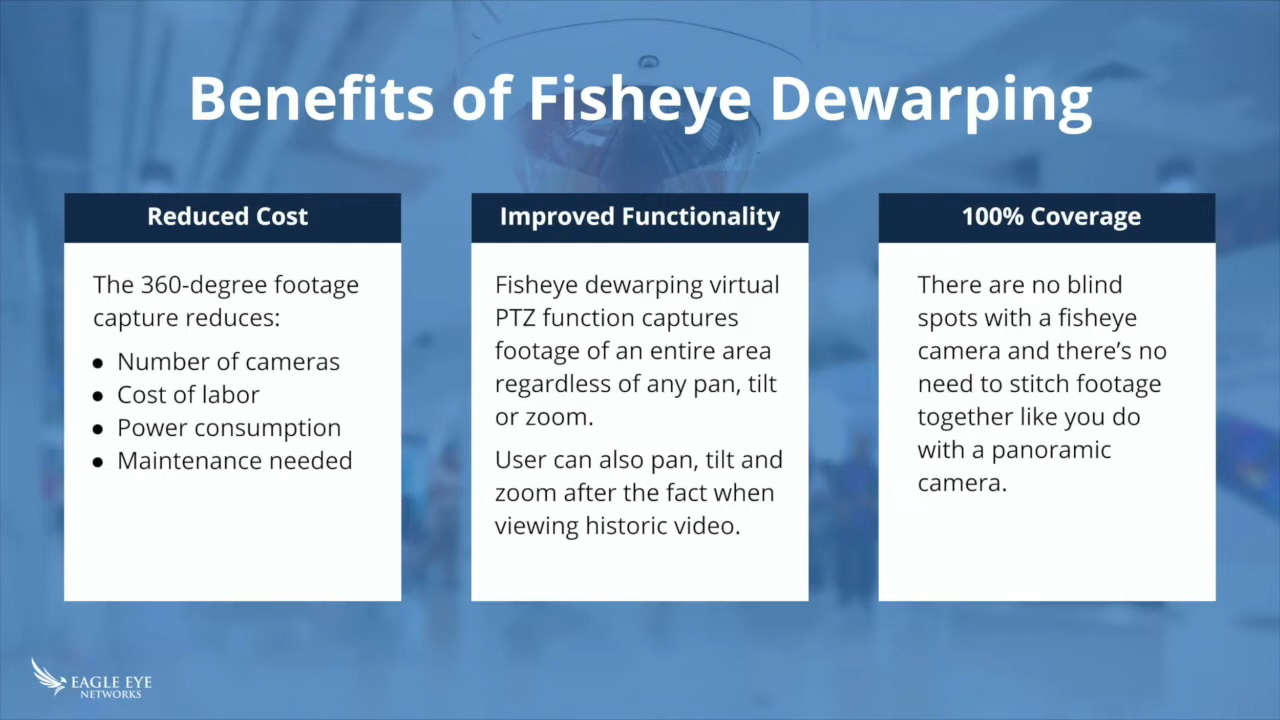 Benefits of Fisheye Dewarping
Reduced Cost
The 360-degree footage
capture reduces:
● Number of cameras
● Cost of labor
● Power consumption
● Maintenance needed
Improved Functionality
Fisheye dewarping virtual
PTZ function captures
footage of an entire area
regardless of any pan, tilt
or zoom.
User can also pan, tilt and
zoom after the fact when
viewing historic video.
100% Coverage
There are no blind
spots with a fisheye
camera and there’s no
need to stitch footage
together like you do
with a panoramic
camera.
EAGLE EYE
NETWORKS